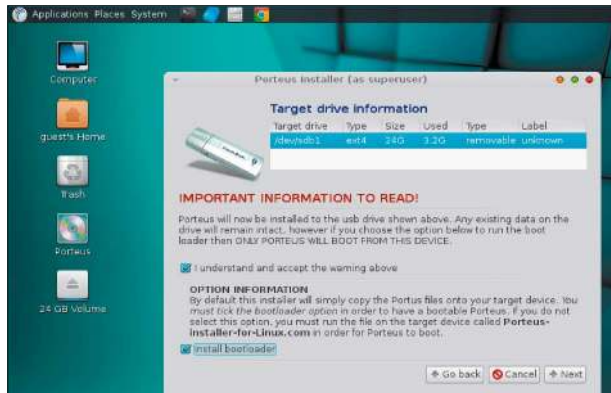 Applications Places System
Computer
guest's Home
Trash
Porteus
24 GB Volume
Porteus Installer (as superuser)
Target drive information
Target drive Type Size Used Type Label
/dev/sdb1 ext4 24G 3.2G removable unknown
IMPORTANT INFORMATION TO READ!
Porteus will now be installed to the usb drive shown above. Any existing data on the
drive will remain intact, however if you choose the option below to run the boot
loader then ONLY PORTEUS WILL BOOT FROM THIS DEVICE.
I understand and accept the warning above
OPTION INFORMATION
By default this installer will simply copy the Portus files onto your target device. You
must tick the bootloader option in order to have a bootable Porteus. If you do not
select this option, you must run the file on the target device called Porteus-
installer-for-Linux.com in order for Porteus to boot.
Install bootloader
Go back Cancel Next